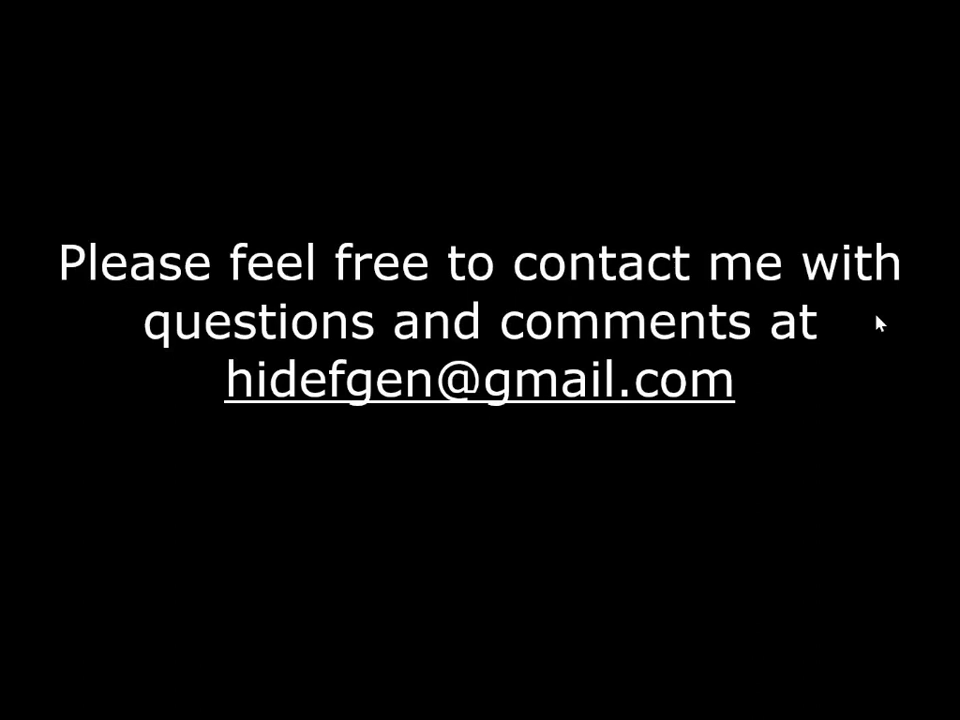 Please feel free to contact me with
questions and comments at
hidefgen@gmail.com